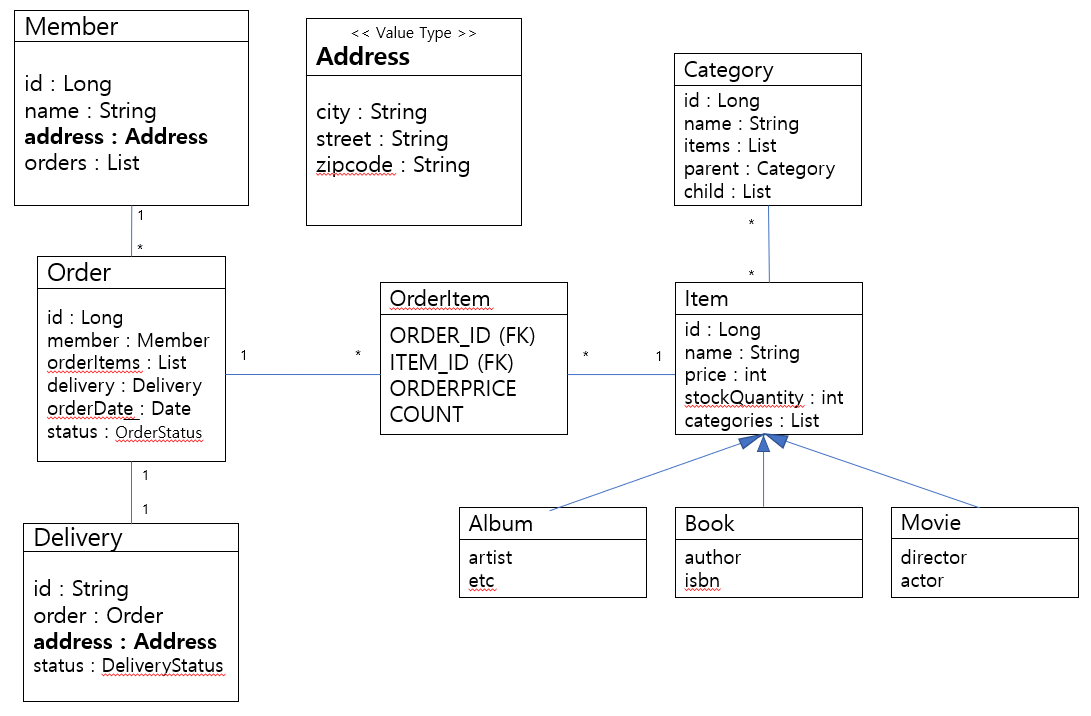 Member
id : Long
name : String
address : Address
orders : List
<< Value Type >>
Address
city : String
street : String
zipcode : String
Category
id : Long
name : String
items : List
parent : Category
child : List
1
*
*
*
Order
id : Long
member : Member
orderItems : List
delivery : Delivery
orderDate : Date
status : OrderStatus
1
*
OrderItem
ORDER_ID (FK)
ITEM_ID (FK)
ORDERPRICE
COUNT
*
1
Item
id : Long
name : String
price : int
stockQuantity : int
categories : List
1
1
Delivery
id : String
order : Order
address : Address
status : DeliveryStatus
Album
artist
etc
Book
author
isbn
Movie
director
actor